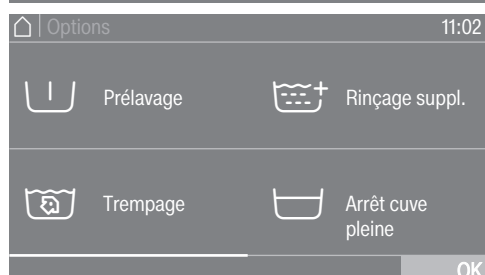 Options 11:02
Prélavage
Rinçage suppl.
Trempage
Arrêt cuve
pleine
OK